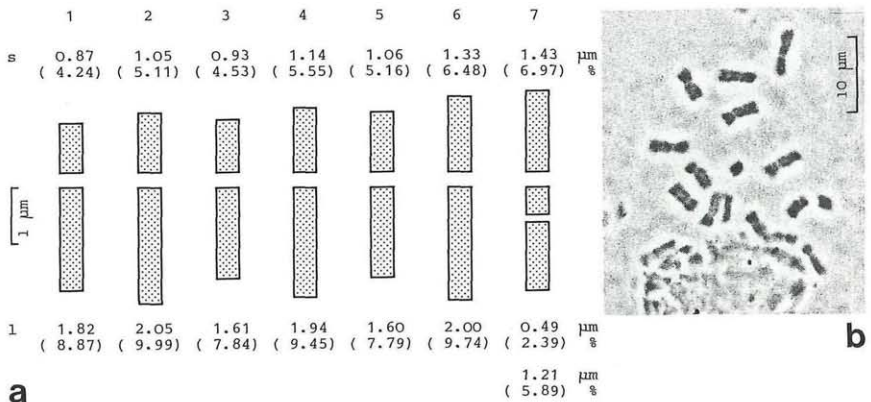 1 2 3 4 5 6 7
s 0.87 1.05 0.93 1.14 1.06 1.33 1.43 μm
( 4.24) ( 5.11) ( 4.53) ( 5.55) ( 5.16) ( 6.48) ( 6.97) %
1 μm
10 μm
l 1.82 2.05 1.61 1.94 1.60 2.00 0.49 μm
( 8.87) ( 9.99) ( 7.84) ( 9.45) ( 7.79) ( 9.74) ( 2.39) %
1.21 μm
( 5.89) %
a
b